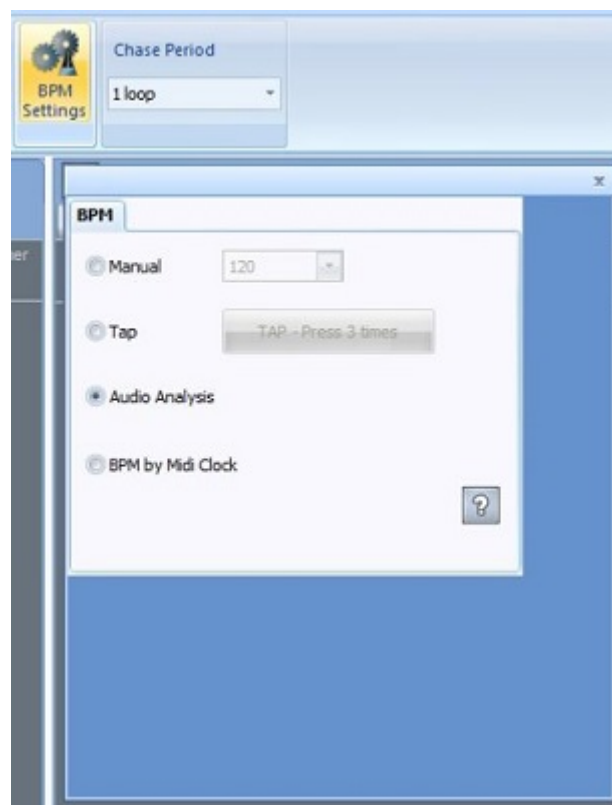 BPM
Settings
Chase Period
1 loop
er
BPM
Manual
120
Tap
TAP - Press 3 times
Audio Analysis
BPM by Midi Clock
?